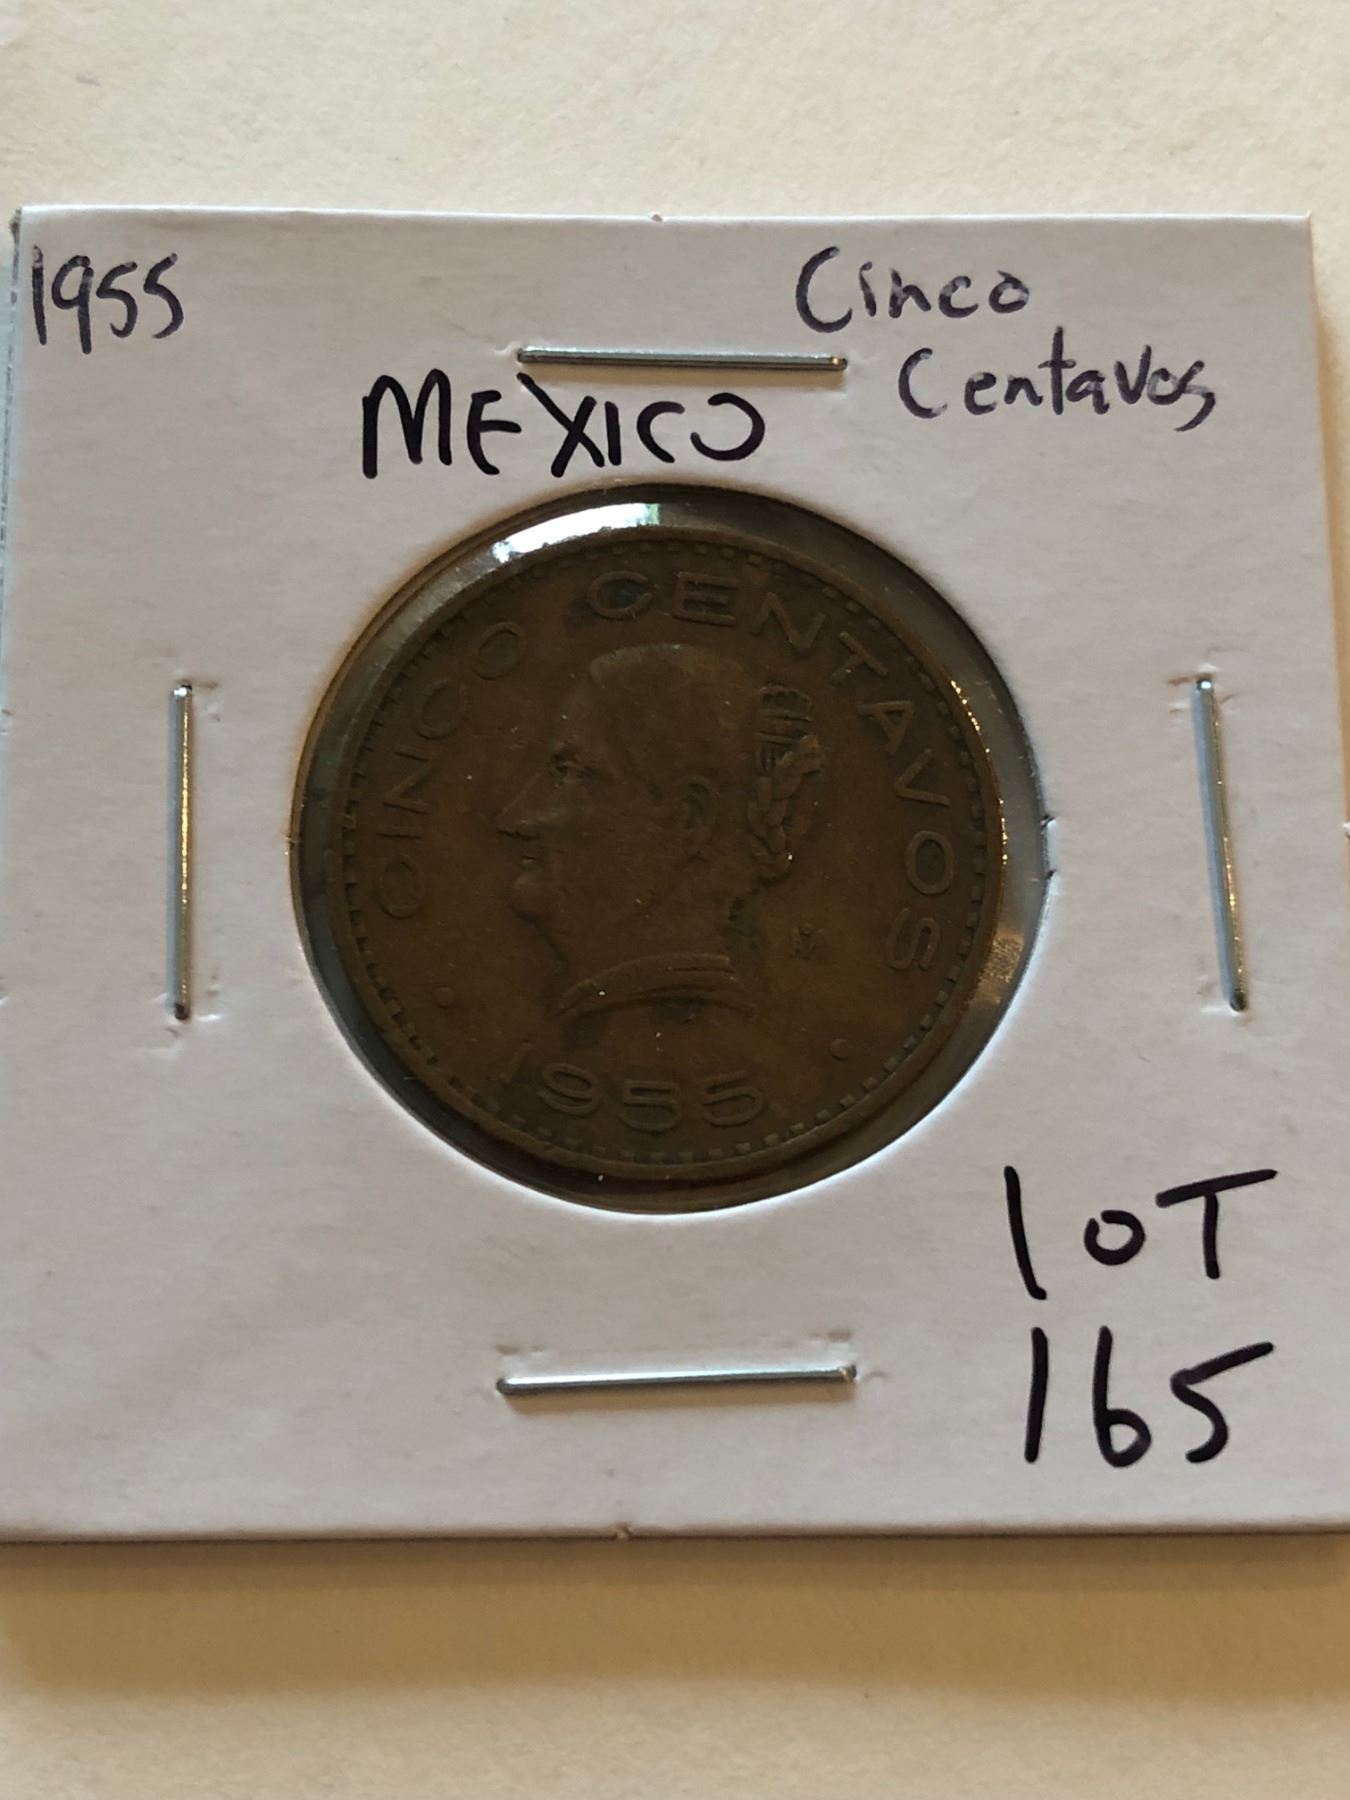 1955
Cinco
Centavos
MEXICO
CINCO CENTAVOS
M
1955
LOT
165